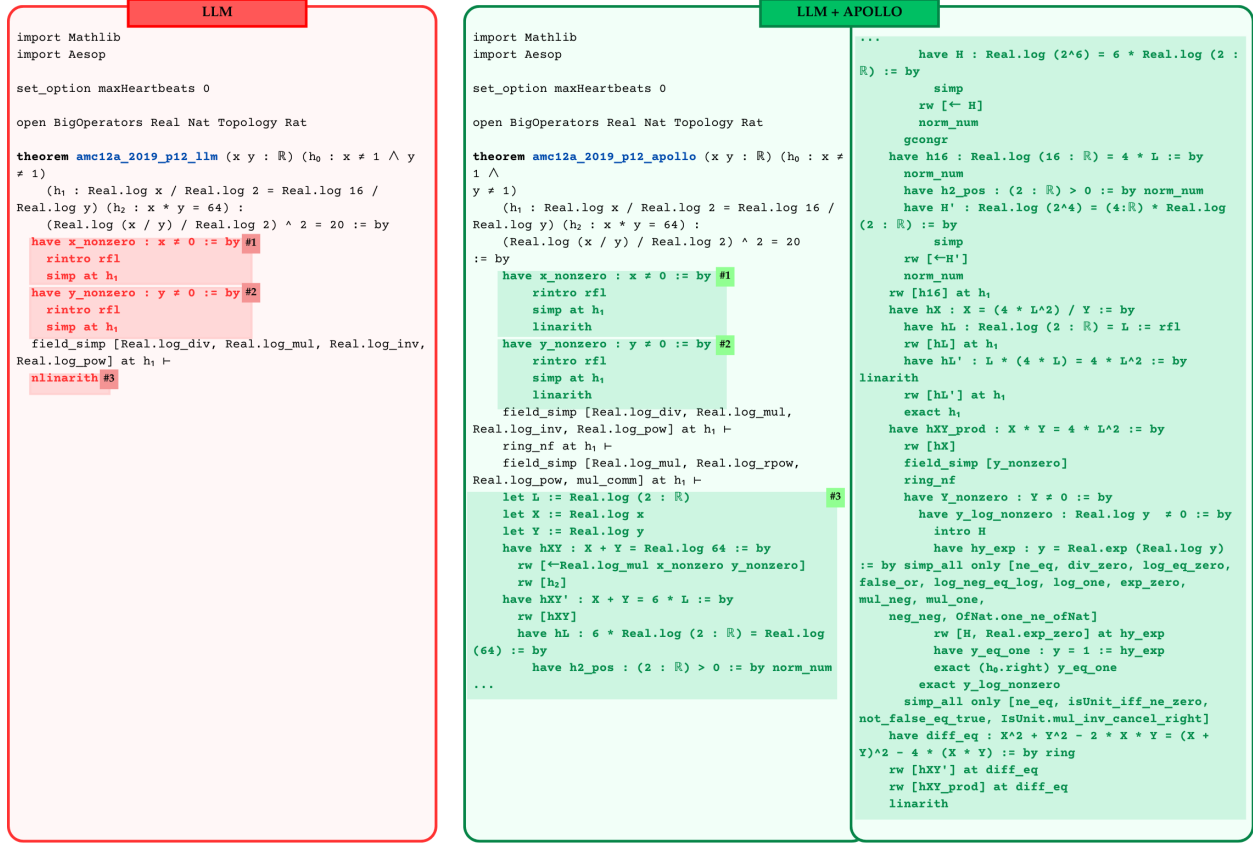 LLM
import Mathlib
import Aesop
set_option maxHeartbeats 0
open BigOperators Real Nat Topology Rat
theorem amc12a_2019_p12_llm (x y : ℝ) (h₀ : x ≠ 1 ∧ y
≠ 1)
(h₁ : Real.log x / Real.log 2 = Real.log 16 /
Real.log y) (h₂ : x * y = 64) :
(Real.log (x / y) / Real.log 2) ^ 2 = 20 := by
have x_nonzero : x ≠ 0 := by #1
rintro rfl
simp at h₁
have y_nonzero : y ≠ 0 := by #2
rintro rfl
simp at h₁
field_simp [Real.log_div, Real.log_mul, Real.log_inv,
Real.log_pow] at h₁ ⊢
nlinarith #3
LLM + APOLLO
import Mathlib
import Aesop
set_option maxHeartbeats 0
open BigOperators Real Nat Topology Rat
theorem amc12a_2019_p12_apollo (x y : ℝ) (h₀ : x ≠
1 ∧
y ≠ 1)
(h₁ : Real.log x / Real.log 2 = Real.log 16 /
Real.log y) (h₂ : x * y = 64) :
(Real.log (x / y) / Real.log 2) ^ 2 = 20
:= by
have x_nonzero : x ≠ 0 := by #1
rintro rfl
simp at h₁
linarith
have y_nonzero : y ≠ 0 := by #2
rintro rfl
simp at h₁
linarith
field_simp [Real.log_div, Real.log_mul,
Real.log_inv, Real.log_pow] at h₁ ⊢
ring_nf at h₁ ⊢
field_simp [Real.log_mul, Real.log_rpow,
Real.log_pow, mul_comm] at h₁ ⊢
let L := Real.log (2 : ℝ) #3
let X := Real.log x
let Y := Real.log y
have hXY : X + Y = Real.log 64 := by
rw [←Real.log_mul x_nonzero y_nonzero]
rw [h₂]
have hXY' : X + Y = 6 * L := by
rw [hXY]
have hL : 6 * Real.log (2 : ℝ) = Real.log
(64) := by
have h2_pos : (2 : ℝ) > 0 := by norm_num
...
...
have H : Real.log (2^6) = 6 * Real.log (2 :
ℝ) := by
simp
rw [← H]
norm_num
gcongr
have h16 : Real.log (16 : ℝ) = 4 * L := by
norm_num
have h2_pos : (2 : ℝ) > 0 := by norm_num
have H' : Real.log (2^4) = (4:ℝ) * Real.log
(2 : ℝ) := by
simp
rw [←H']
norm_num
rw [h16] at h₁
have hX : X = (4 * L^2) / Y := by
have hL : Real.log (2 : ℝ) = L := rfl
rw [hL] at h₁
have hL' : L * (4 * L) = 4 * L^2 := by
linarith
rw [hL'] at h₁
exact h₁
have hXY_prod : X * Y = 4 * L^2 := by
rw [hX]
field_simp [y_nonzero]
ring_nf
have Y_nonzero : Y ≠ 0 := by
have y_log_nonzero : Real.log y ≠ 0 := by
intro H
have hy_exp : y = Real.exp (Real.log y)
:= by simp_all only [ne_eq, div_zero, log_eq_zero,
false_or, log_neg_eq_log, log_one, exp_zero,
mul_neg, mul_one,
neg_neg, OfNat.one_ne_ofNat]
rw [H, Real.exp_zero] at hy_exp
have y_eq_one : y = 1 := hy_exp
exact (h₀.right) y_eq_one
exact y_log_nonzero
simp_all only [ne_eq, isUnit_iff_ne_zero,
not_false_eq_true, IsUnit.mul_inv_cancel_right]
have diff_eq : X^2 + Y^2 - 2 * X * Y = (X +
Y)^2 - 4 * (X * Y) := by ring
rw [hXY'] at diff_eq
rw [hXY_prod] at diff_eq
linarith